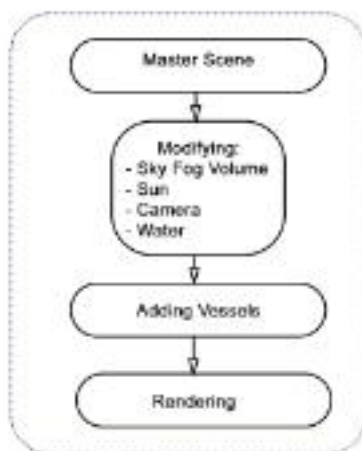 Master Scene
Modifying:
- Sky Fog Volume
- Sun
- Camera
- Water
Adding Vessels
Rendering